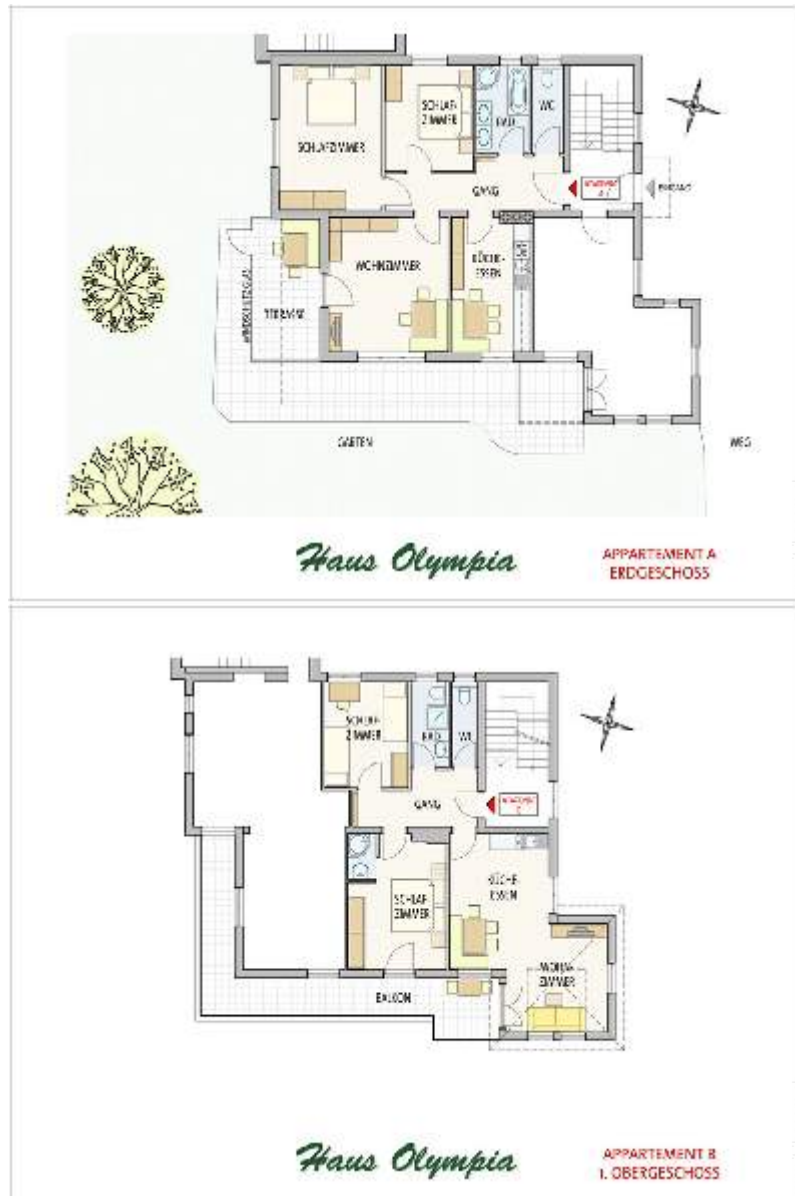 SCHLAF-
ZIMMER
BAD
WC
SCHLAFZIMMER
GANG
EINGANG
WOHNZIMMER
KÜCHE-
ESSEN
WINDSCHUTZGLAS
TERRASSE
GARTEN
WEG
Haus Olympia
APPARTEMENT A
ERDGESCHOSS
SCHLAF-
ZIMMER
BAD
WC
GANG
KÜCHE-
ESSEN
SCHLAF-
ZIMMER
WOHN-
ZIMMER
BALKON
Haus Olympia
APPARTEMENT B
1. OBERGESCHOSS